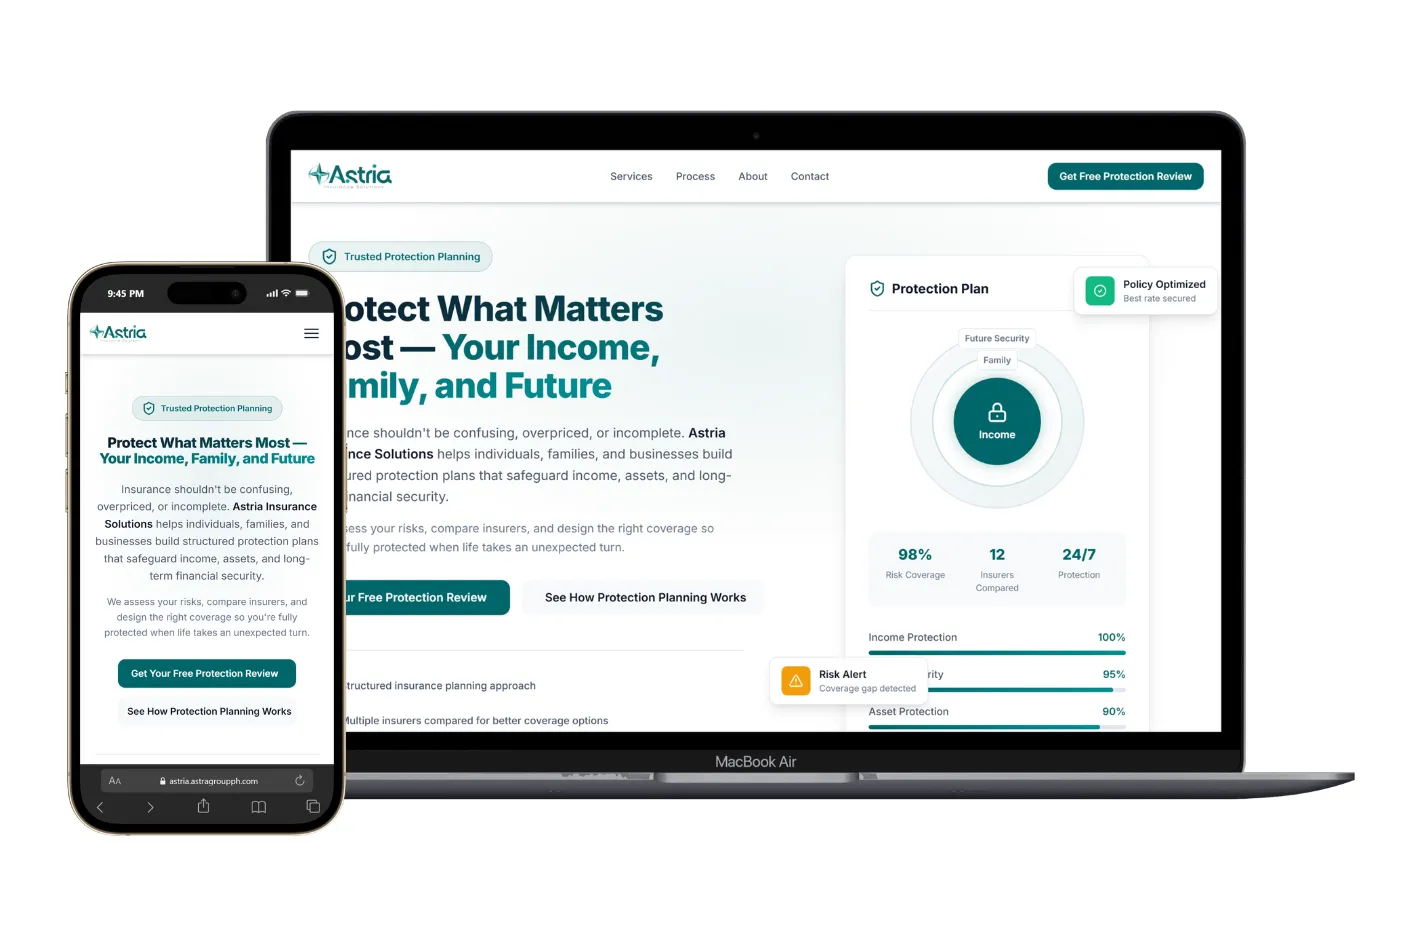 Astria
Services
Process
About
Contact
Get Free Protection Review
Trusted Protection Planning
otect What Matters
ost — Your Income,
mily, and Future
nce shouldn't be confusing, overpriced, or incomplete. Astria
nce Solutions helps individuals, families, and businesses build
ured protection plans that safeguard income, assets, and long-
inancial security.
sess your risks, compare insurers, and design the right coverage so
fully protected when life takes an unexpected turn.
ur Free Protection Review
See How Protection Planning Works
tructured insurance planning approach
Multiple insurers compared for better coverage options
Protection Plan
Policy Optimized
Best rate secured
Future Security
Family
Income
98%
Risk Coverage
12
Insurers
Compared
24/7
Protection
Income Protection 100%
rity 95%
Asset Protection 90%
Risk Alert
Coverage gap detected
MacBook Air
9:45 PM
Astria
Trusted Protection Planning
Protect What Matters Most —
Your Income, Family, and Future
Insurance shouldn't be confusing,
overpriced, or incomplete. Astria Insurance
Solutions helps individuals, families, and
businesses build structured protection plans
that safeguard income, assets, and long-
term financial security.
We assess your risks, compare insurers, and
design the right coverage so you're fully
protected when life takes an unexpected turn.
Get Your Free Protection Review
See How Protection Planning Works
AA
astria.astragroupph.com